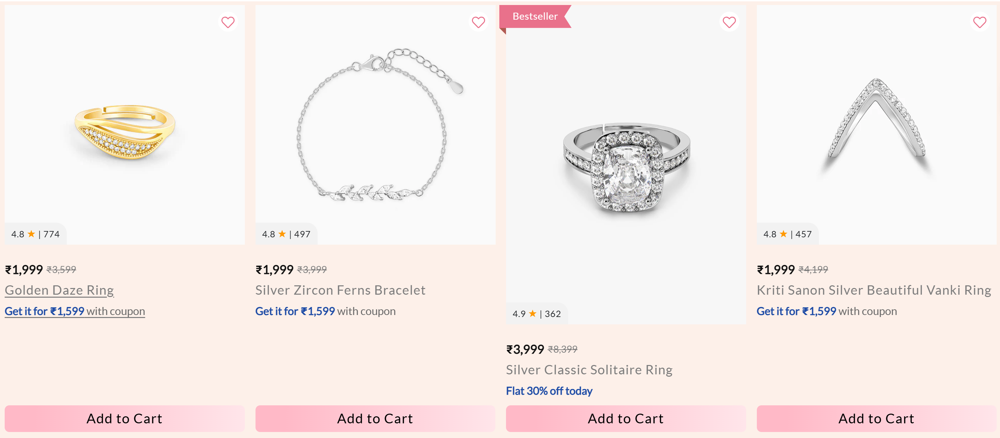 4.8 ★ | 774
₹1,999 ₹3,599
Golden Daze Ring
Get it for ₹1,599 with coupon
Add to Cart
4.8 ★ | 497
₹1,999 ₹3,999
Silver Zircon Ferns Bracelet
Get it for ₹1,599 with coupon
Add to Cart
Bestseller
4.9 ★ | 362
₹3,999 ₹8,399
Silver Classic Solitaire Ring
Flat 30% off today
Add to Cart
4.8 ★ | 457
₹1,999 ₹4,199
Kriti Sanon Silver Beautiful Vanki Ring
Get it for ₹1,599 with coupon
Add to Cart